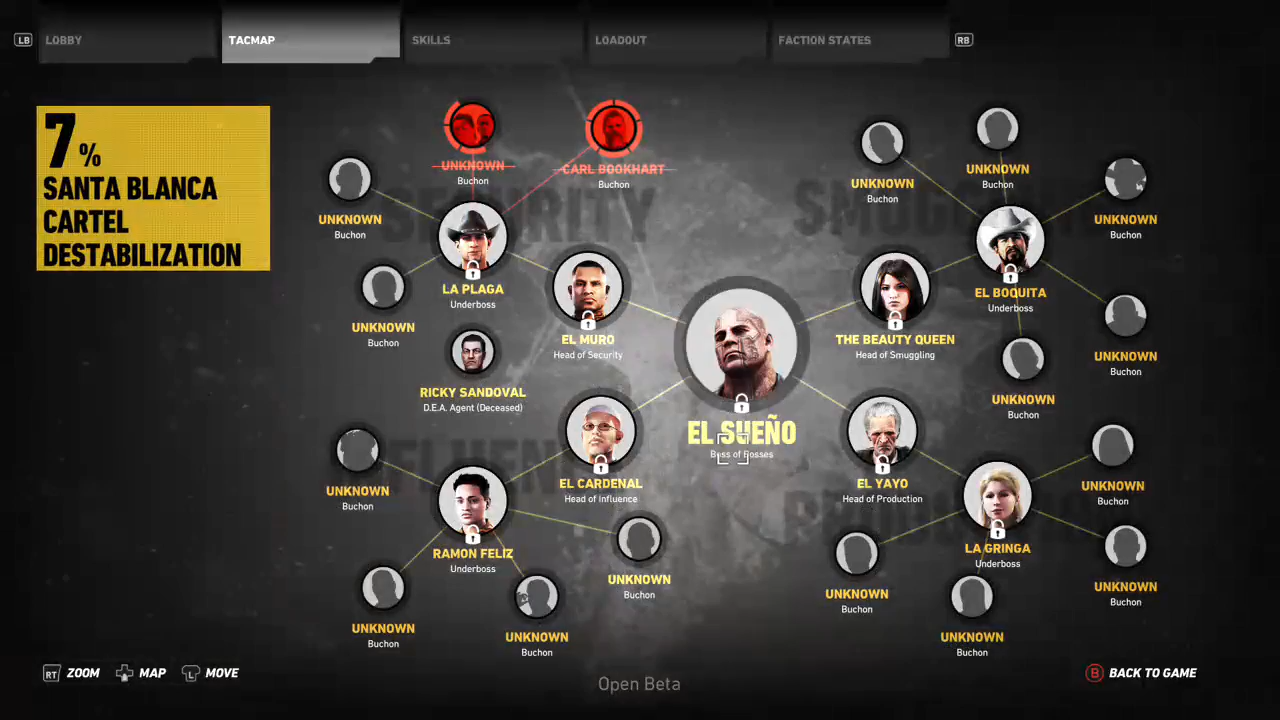 LB LOBBY TACMAP SKILLS LOADOUT FACTION STATES RB
7%
SANTA BLANCA
CARTEL
DESTABILIZATION
SECURITY
UNKNOWN
Buchon
CARL BOOKHART
Buchon
UNKNOWN
Buchon
LA PLAGA
Underboss
UNKNOWN
Buchon
EL MURO
Head of Security
RICKY SANDOVAL
D.E.A. Agent (Deceased)
UNKNOWN
Buchon
UNKNOWN
Buchon
UNKNOWN
Buchon
EL BOQUITA
Underboss
THE BEAUTY QUEEN
Head of Smuggling
UNKNOWN
Buchon
UNKNOWN
Buchon
EL SUEÑO
Boss of Bosses
EL CARDENAL
Head of Influence
UNKNOWN
Buchon
RAMON FELIZ
Underboss
UNKNOWN
Buchon
UNKNOWN
Buchon
UNKNOWN
Buchon
EL YAYO
Head of Production
UNKNOWN
Buchon
LA GRINGA
Underboss
UNKNOWN
Buchon
UNKNOWN
Buchon
UNKNOWN
Buchon
RT ZOOM MAP L MOVE
Open Beta
B BACK TO GAME